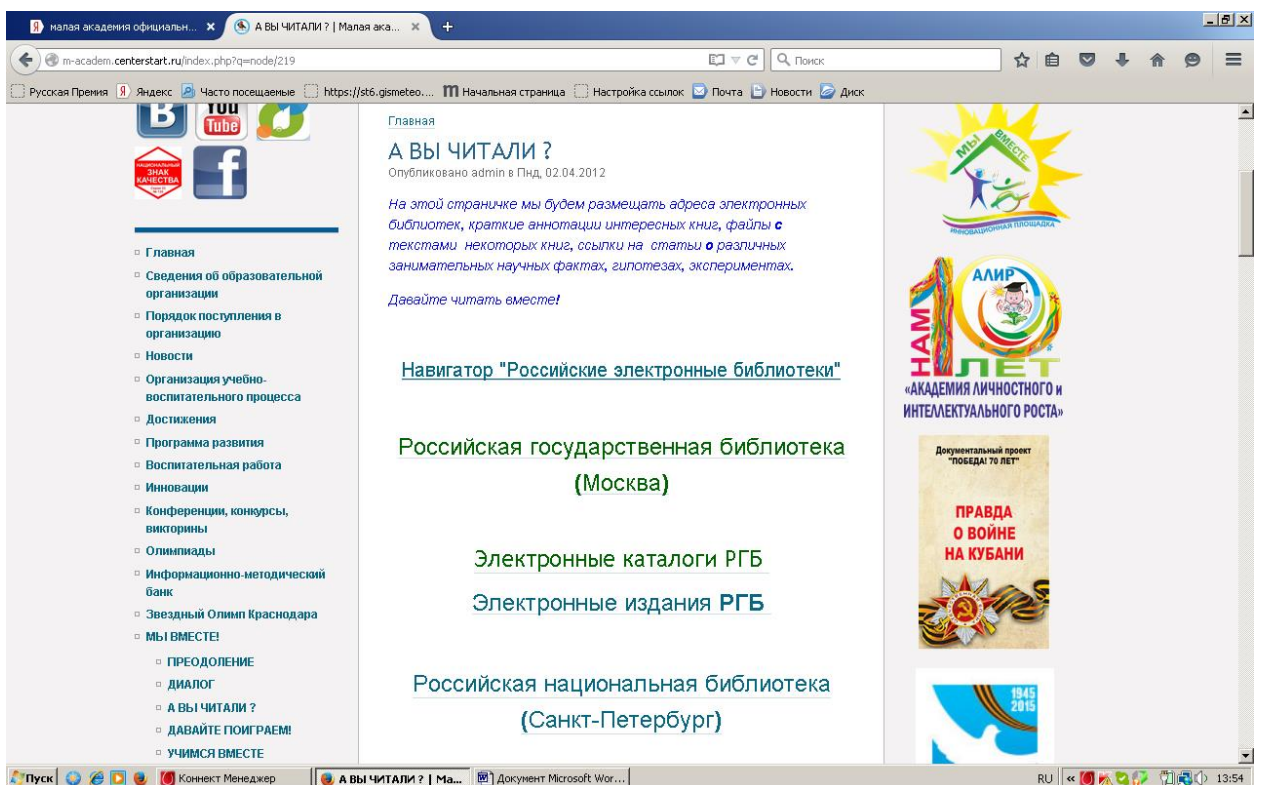 малая академия официальн...
А ВЫ ЧИТАЛИ ? | Малая ака...
m-academ.centerstart.ru/index.php?q=node/219
Поиск
Русская Премия
Яндекс
Часто посещаемые
https://st6.gismeteo....
Начальная страница
Настройка ссылок
Почта
Новости
Диск
You
Tube
НАЦИОНАЛЬНЫЙ
ЗНАК
КАЧЕСТВА
Главная
Сведения об образовательной
организации
Порядок поступления в
организацию
Новости
Организация учебно-
воспитательного процесса
Достижения
Программа развития
Воспитательная работа
Инновации
Конференции, конкурсы,
викторины
Олимпиады
Информационно-методический
банк
Звездный Олимп Краснодара
МЫ ВМЕСТЕ!
ПРЕОДОЛЕНИЕ
ДИАЛОГ
А ВЫ ЧИТАЛИ ?
ДАВАЙТЕ ПОИГРАЕМ!
УЧИМСЯ ВМЕСТЕ
Главная
А ВЫ ЧИТАЛИ ?
Опубликовано admin в Пнд, 02.04.2012
На этой страничке мы будем размещать адреса электронных
библиотек, краткие аннотации интересных книг, файлы с
текстами некоторых книг, ссылки на статьи о различных
занимательных научных фактах, гипотезах, экспериментах.
Давайте читать вместе!
Навигатор "Российские электронные библиотеки"
Российская государственная библиотека
(Москва)
Электронные каталоги РГБ
Электронные издания РГБ
Российская национальная библиотека
(Санкт-Петербург)
МЫ ВМЕСТЕ
ИННОВАЦИОННАЯ ПЛОЩАДКА
АЛИР
НАМ 10 ЛЕТ
«АКАДЕМИЯ ЛИЧНОСТНОГО и
ИНТЕЛЛЕКТУАЛЬНОГО РОСТА»
Документальный проект
"ПОБЕДА! 70 ЛЕТ"
ПРАВДА
О ВОЙНЕ
НА КУБАНИ
1945
2015
Пуск
Коннект Менеджер
А ВЫ ЧИТАЛИ ? | Ма...
Документ Microsoft Wor...
RU
13:54